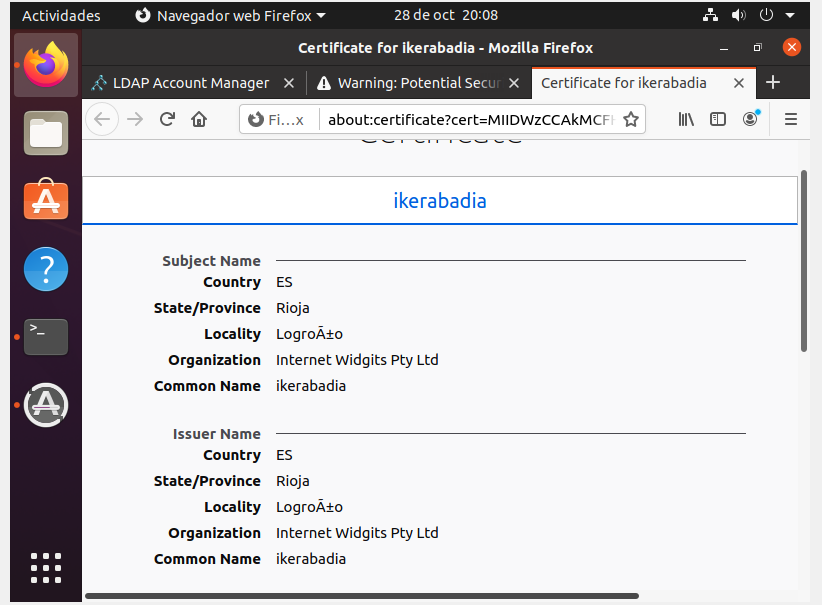 Actividades Navegador web Firefox 28 de oct 20:08
Certificate for ikerabadia - Mozilla Firefox
LDAP Account Manager Warning: Potential Secur Certificate for ikerabadia
Fi...x about:certificate?cert=MIIDWzCCAkMCF
Certificate
ikerabadia
Subject Name
Country ES
State/Province Rioja
Locality LogroÃ±o
Organization Internet Widgits Pty Ltd
Common Name ikerabadia
Issuer Name
Country ES
State/Province Rioja
Locality LogroÃ±o
Organization Internet Widgits Pty Ltd
Common Name ikerabadia